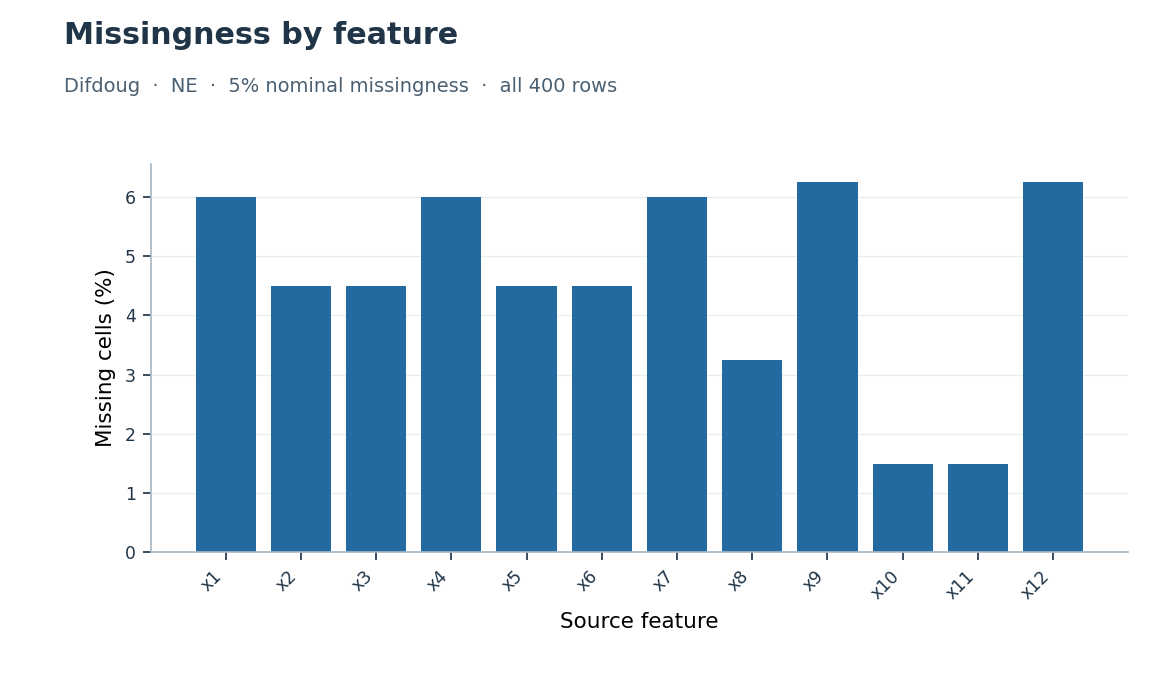 Missingness by feature
Difdoug · NE · 5% nominal missingness · all 400 rows
Missing cells (%)
6
5
4
3
2
1
0
x1 x2 x3 x4 x5 x6 x7 x8 x9 x10 x11 x12
Source feature